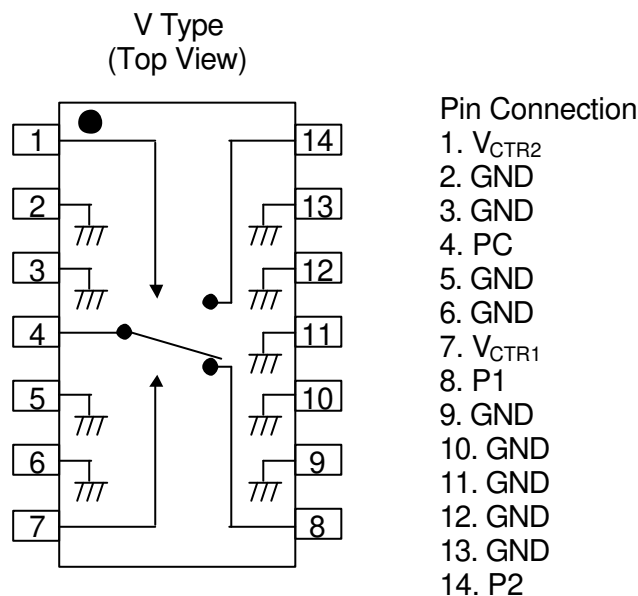 V Type
(Top View)
1
2
3
4
5
6
7
14
13
12
11
10
9
8
Pin Connection
1. VCTR2
2. GND
3. GND
4. PC
5. GND
6. GND
7. VCTR1
8. P1
9. GND
10. GND
11. GND
12. GND
13. GND
14. P2